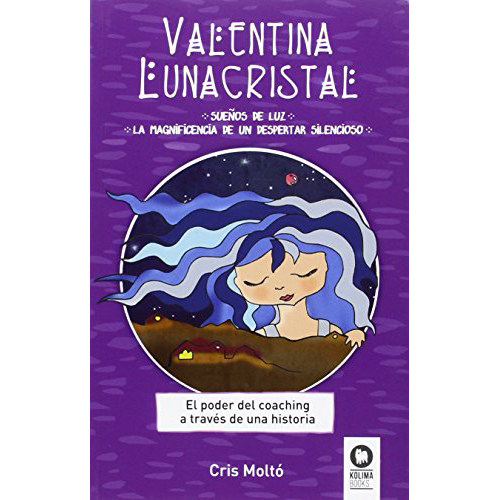 VALENTINA
LUNACRISTAL
SUEÑOS DE LUZ
LA MAGNIFICENCIA DE UN DESPERTAR SILENCIOSO
El poder del coaching
a través de una historia
Cris Moltó
KOLIMA
BOOKS